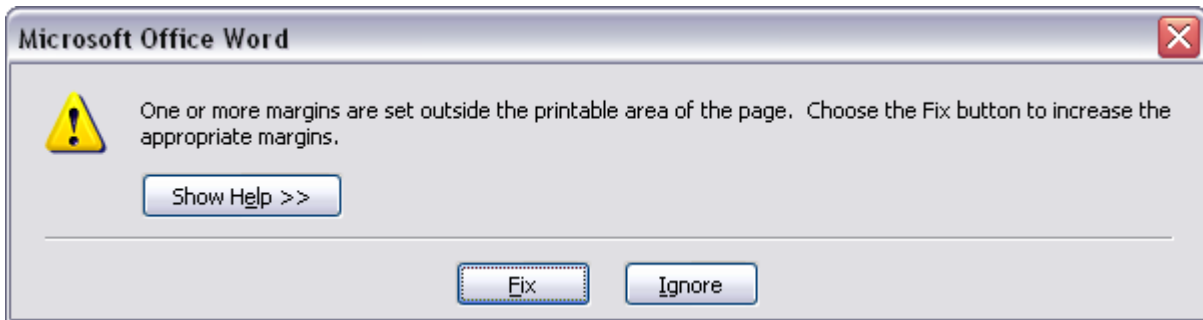 Microsoft Office Word
One or more margins are set outside the printable area of the page.  Choose the Fix button to increase the
appropriate margins.
Show Help >>
Fix
Ignore